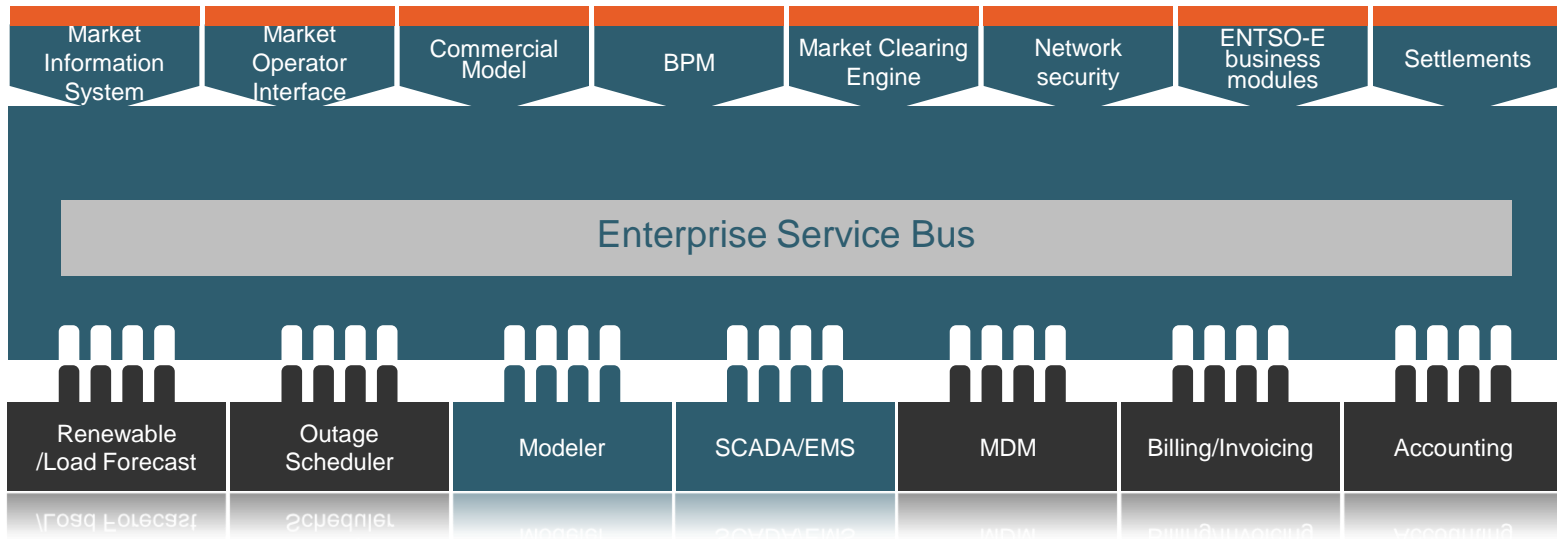 Market
Information
System
Market
Operator
Interface
Commercial
Model
BPM
Market Clearing
Engine
Network
security
ENTSO-E
business
modules
Settlements
Enterprise Service Bus
Renewable
/Load Forecast
Outage
Scheduler
Modeler
SCADA/EMS
MDM
Billing/Invoicing
Accounting